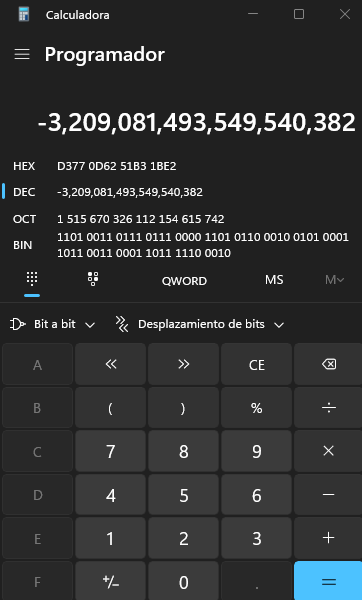 Calculadora
Programador
-3,209,081,493,549,540,382
HEX D377 0D62 51B3 1BE2
DEC -3,209,081,493,549,540,382
OCT 1 515 670 326 112 154 615 742
BIN 1101 0011 0111 0111 0000 1101 0110 0010 0101 0001
1011 0011 0001 1011 1110 0010
QWORD MS M
Bit a bit Desplazamiento de bits
A << >> CE
B ( ) % ÷
C 7 8 9 ×
D 4 5 6 −
E 1 2 3 +
F +/− 0 . =